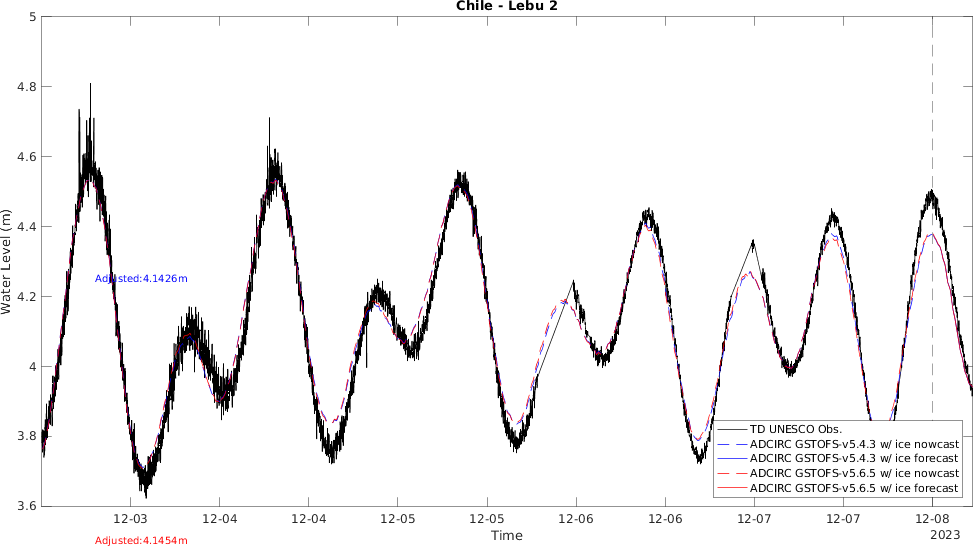 Chile - Lebu 2
5
4.8
4.6
4.4
4.2
4
3.8
3.6
Water Level (m)
Adjusted:4.1426m
TD UNESCO Obs.
ADCIRC GSTOFS-v5.4.3 w/ ice nowcast
ADCIRC GSTOFS-v5.4.3 w/ ice forecast
ADCIRC GSTOFS-v5.6.5 w/ ice nowcast
ADCIRC GSTOFS-v5.6.5 w/ ice forecast
12-03 12-04 12-04 12-05 12-05 12-06 12-06 12-07 12-07 12-08
2023
Time
Adjusted:4.1454m